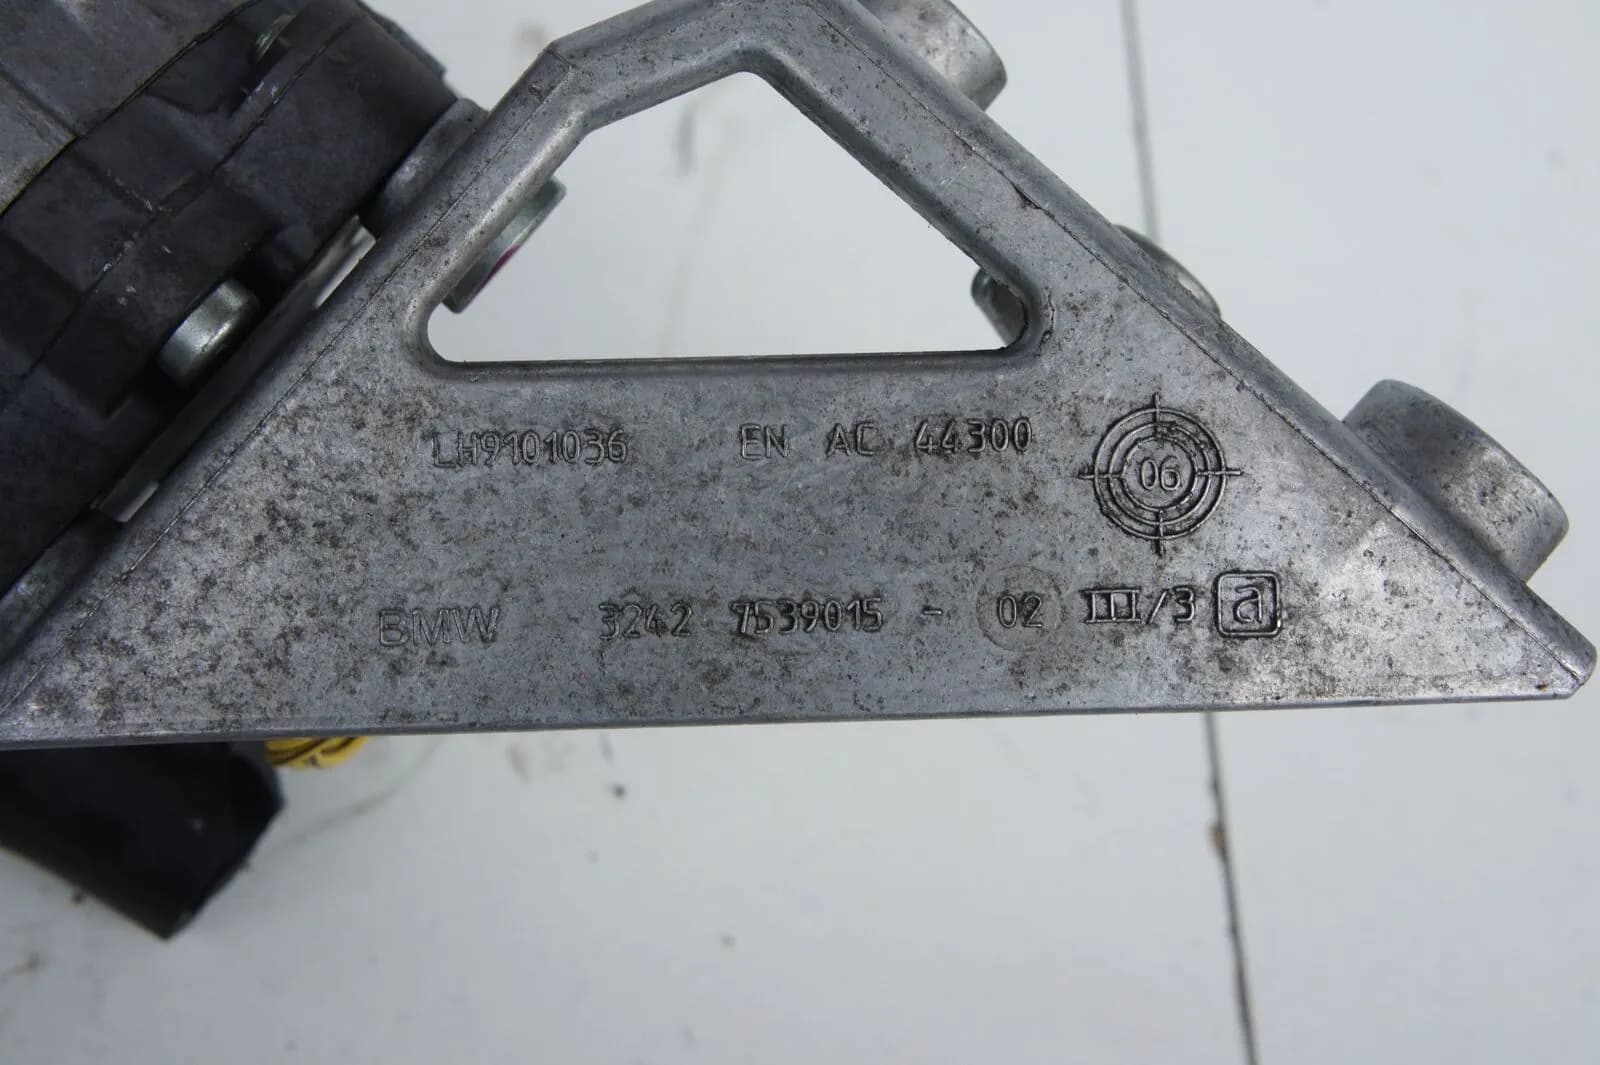 LH9101036 EN AC 44300 06
BMW 3242 7539015 - 02 III/3 a